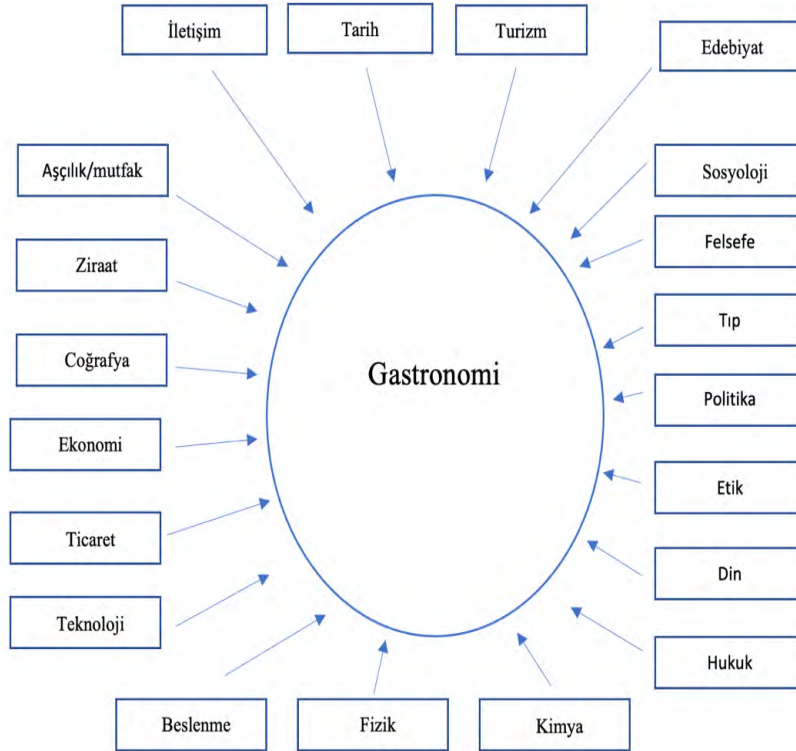 İletişim
Tarih
Turizm
Edebiyat
Aşçılık/mutfak
Sosyoloji
Felsefe
Ziraat
Tıp
Coğrafya
Gastronomi
Politika
Ekonomi
Etik
Ticaret
Din
Teknoloji
Hukuk
Beslenme
Fizik
Kimya